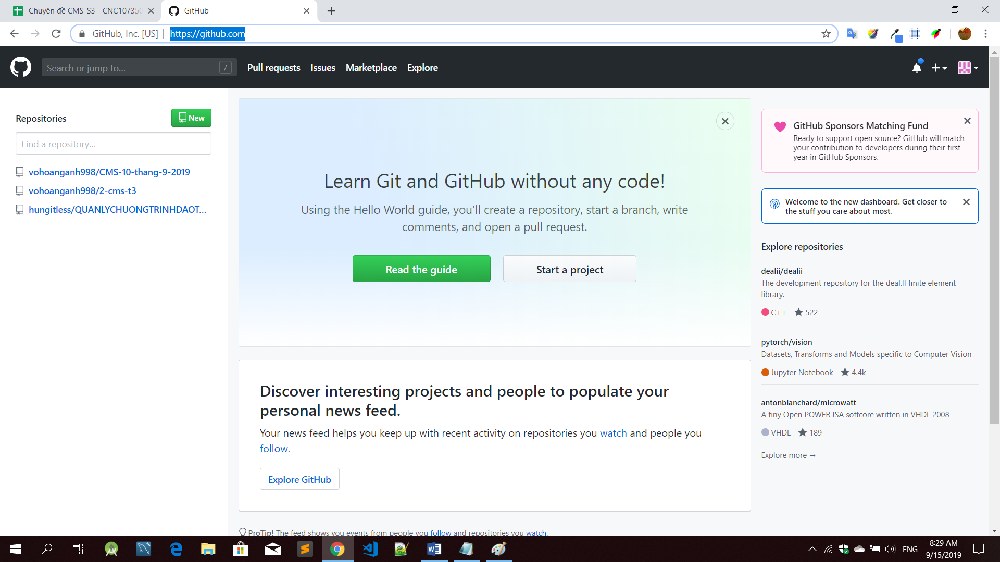 Chuyên đề CMS-S3 - CNC107350
GitHub
GitHub, Inc. [US] | https://github.com
Search or jump to...
/
Pull requests
Issues
Marketplace
Explore
Repositories
New
Find a repository...
vohoanganh998/CMS-10-thang-9-2019
vohoanganh998/2-cms-t3
hungitless/QUANLYCHUONGTRINHDAOT...
Learn Git and GitHub without any code!
Using the Hello World guide, you’ll create a repository, start a branch, write
comments, and open a pull request.
Read the guide
Start a project
Discover interesting projects and people to populate your
personal news feed.
Your news feed helps you keep up with recent activity on repositories you watch and people you
follow.
Explore GitHub
ProTip! The feed shows you events from people you follow and repositories you watch.
GitHub Sponsors Matching Fund
Ready to support open source? GitHub will match
your contribution to developers during their first
year in GitHub Sponsors.
Welcome to the new dashboard. Get closer to
the stuff you care about most.
Explore repositories
dealii/dealii
The development repository for the deal.II finite element
library.
C++ 522
pytorch/vision
Datasets, Transforms and Models specific to Computer Vision
Jupyter Notebook 4.4k
antonblanchard/microwatt
A tiny Open POWER ISA softcore written in VHDL 2008
VHDL 189
Explore more →
ENG
8:29 AM
9/15/2019